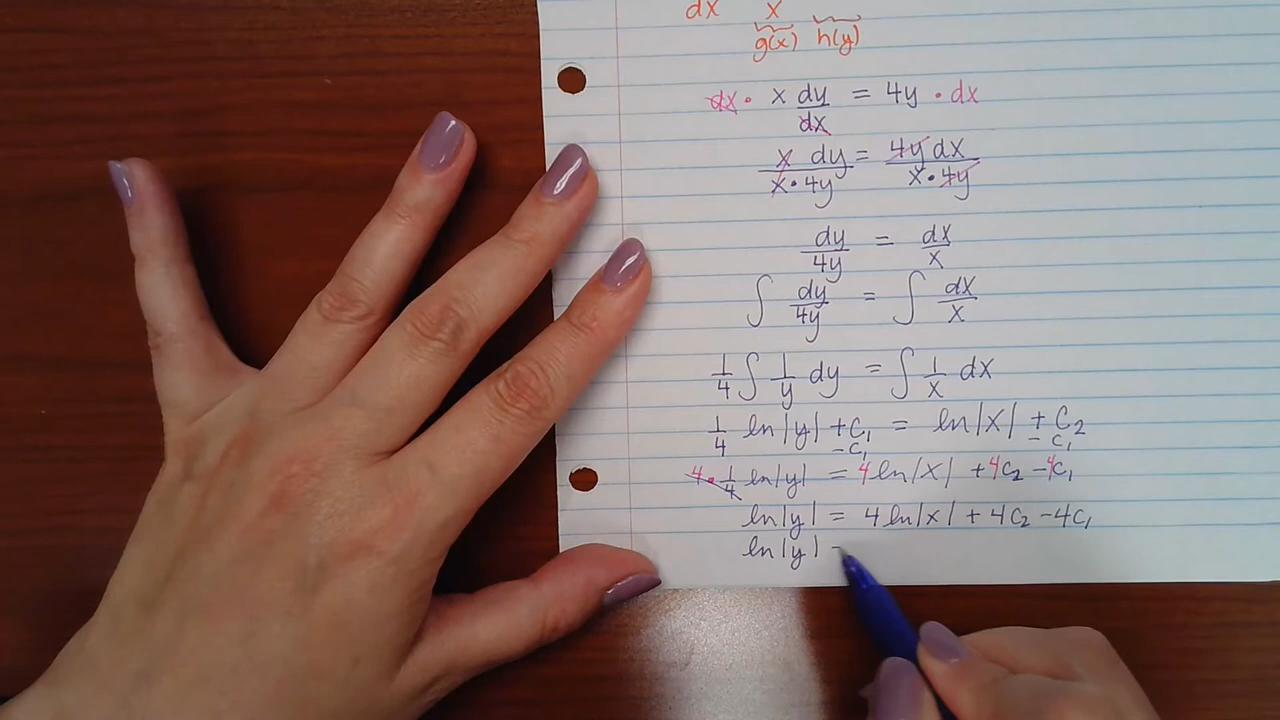 dx x
g(x) h(y)
dx • x dy/dx = 4y • dx
x dy/x•4y = 4y dx/x•4y
dy/4y = dx/x
∫ dy/4y = ∫ dx/x
1/4 ∫ 1/y dy = ∫ 1/x dx
1/4 ln|y| + C₁ = ln|x| + C₂
- C₁ - C₁
4 • 1/4 ln|y| = 4 ln|x| + 4C₂ - 4C₁
ln|y| = 4 ln|x| + 4C₂ - 4C₁
ln|y| =